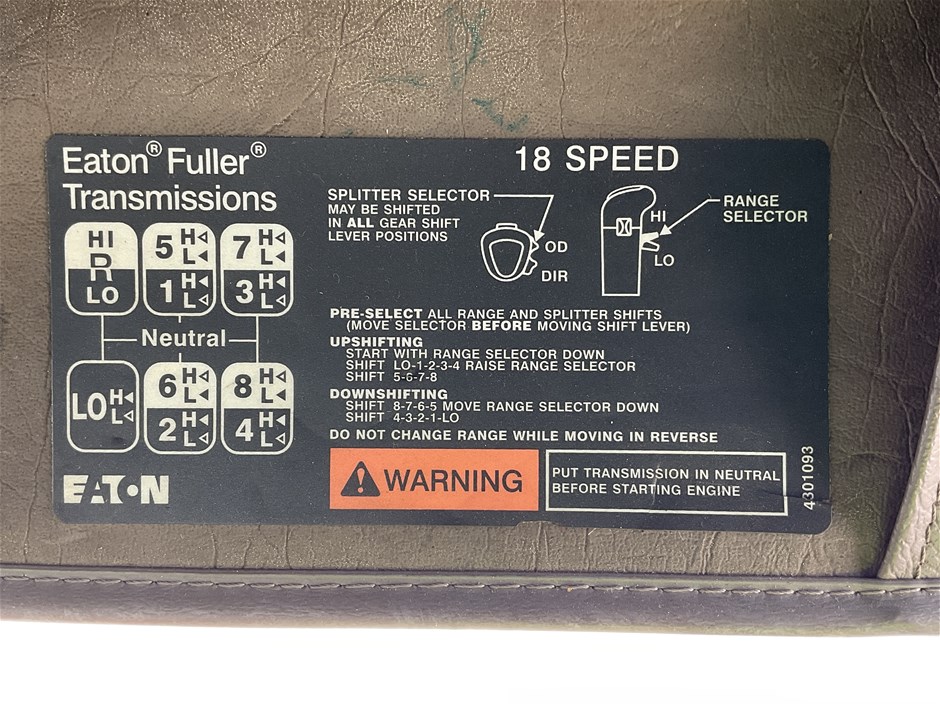 Eaton® Fuller®
Transmissions
18 SPEED
HI
R
LO
5 H L
1 H L
7 H L
3 H L
Neutral
LO H L
6 H L
2 H L
8 H L
4 H L
EATON
SPLITTER SELECTOR
MAY BE SHIFTED
IN ALL GEAR SHIFT
LEVER POSITIONS
OD
DIR
HI
LO
RANGE
SELECTOR
PRE-SELECT ALL RANGE AND SPLITTER SHIFTS
(MOVE SELECTOR BEFORE MOVING SHIFT LEVER)
UPSHIFTING
START WITH RANGE SELECTOR DOWN
SHIFT LO-1-2-3-4 RAISE RANGE SELECTOR
SHIFT 5-6-7-8
DOWNSHIFTING
SHIFT 8-7-6-5 MOVE RANGE SELECTOR DOWN
SHIFT 4-3-2-1-LO
DO NOT CHANGE RANGE WHILE MOVING IN REVERSE
WARNING
PUT TRANSMISSION IN NEUTRAL
BEFORE STARTING ENGINE
4301093